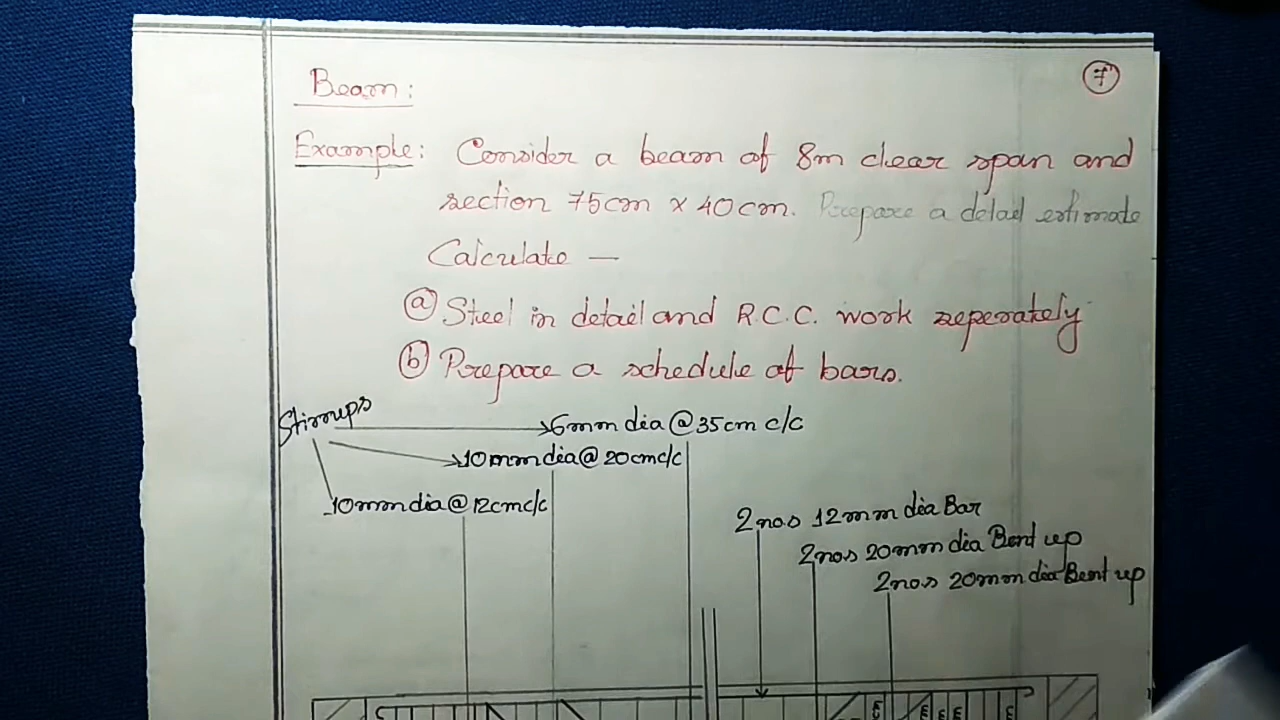 Beam:
7
Example: Consider a beam of 8m clear span and
section 75cm x 40cm. Prepare a detail estimate
Calculate —
(a) Steel in detail and R.C.C. work seperately
(b) Prepare a schedule of bars.
Stirrups
6mm dia @ 35cm c/c
10mm dia @ 20cm c/c
10mm dia @ 12cm c/c
2nos 12mm dia Bar
2nos 20mm dia Bent up
2nos 20mm dia Bent up